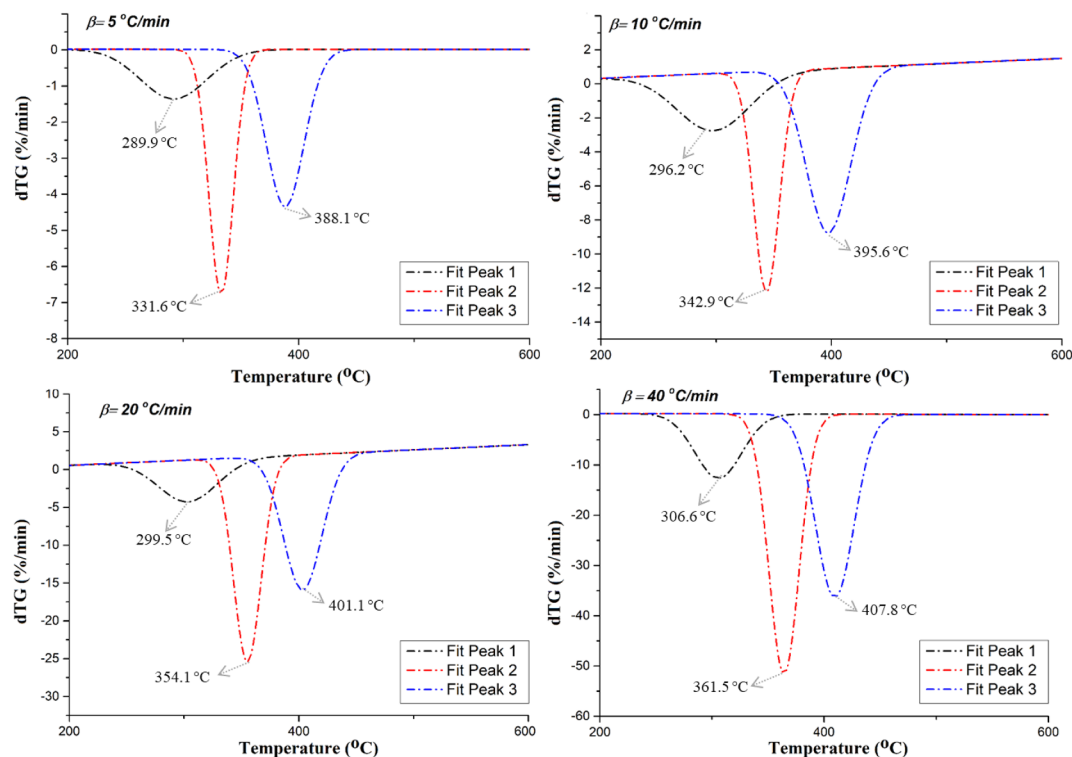 β= 5 °C/min
0
-1
-2
-3
-4
-5
-6
-7
-8
dTG (%/min)
289.9 °C
388.1 °C
331.6 °C
Fit Peak 1
Fit Peak 2
Fit Peak 3
200
400
600
Temperature (°C)
β= 10 °C/min
2
0
-2
-4
-6
-8
-10
-12
-14
dTG (%/min)
296.2 °C
395.6 °C
342.9 °C
Fit Peak 1
Fit Peak 2
Fit Peak 3
200
400
600
Temperature (°C)
β= 20 °C/min
10
5
0
-5
-10
-15
-20
-25
-30
dTG (%/min)
299.5 °C
401.1 °C
354.1 °C
Fit Peak 1
Fit Peak 2
Fit Peak 3
200
400
600
Temperature (°C)
β = 40 °C/min
0
-10
-20
-30
-40
-50
-60
dTG (%/min)
306.6 °C
407.8 °C
361.5 °C
Fit Peak 1
Fit Peak 2
Fit Peak 3
200
400
600
Temperature (°C)